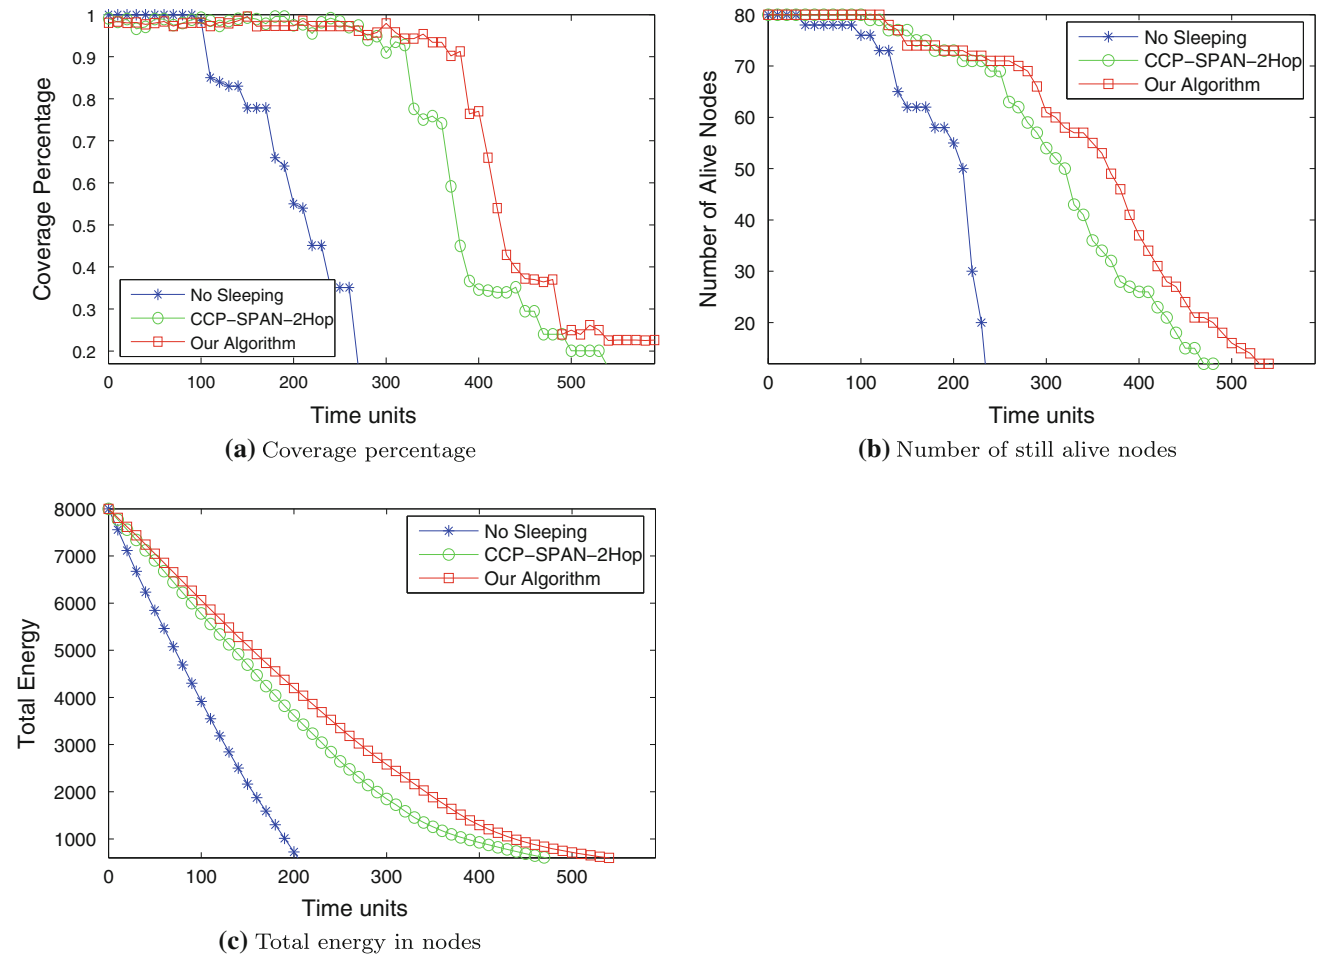 1
0.9
0.8
0.7
0.6
0.5
0.4
0.3
0.2
Coverage Percentage
No Sleeping
CCP-SPAN-2Hop
Our Algorithm
0 100 200 300 400 500
Time units
(a) Coverage percentage
80
70
60
50
40
30
20
Number of Alive Nodes
No Sleeping
CCP-SPAN-2Hop
Our Algorithm
0 100 200 300 400 500
Time units
(b) Number of still alive nodes
8000
7000
6000
5000
4000
3000
2000
1000
Total Energy
No Sleeping
CCP-SPAN-2Hop
Our Algorithm
0 100 200 300 400 500
Time units
(c) Total energy in nodes